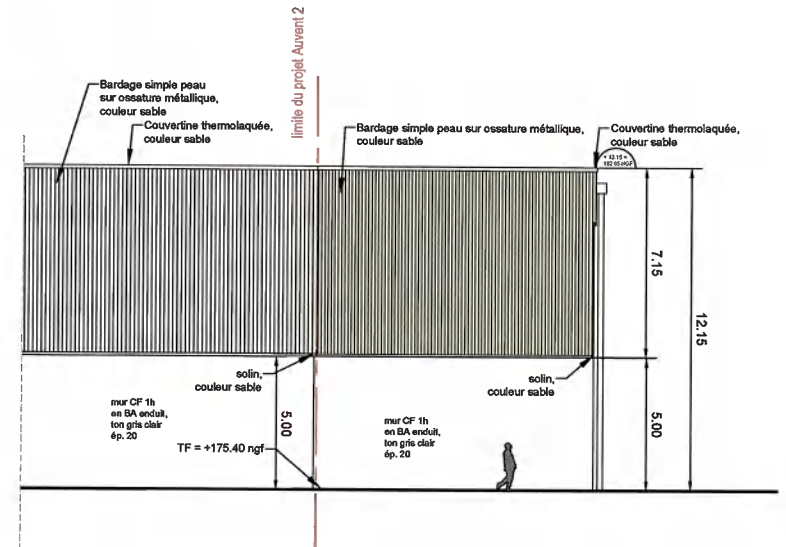 limite du projet Auvent 2
Bardage simple peau
sur ossature métallique,
couleur sable
Couvertine thermolaquée,
couleur sable
Bardage simple peau sur ossature métallique,
couleur sable
Couvertine thermolaquée,
couleur sable
+ 12.15 =
7.15
12.15
solin,
couleur sable
solin,
couleur sable
mur CF 1h
en BA enduit,
ton gris clair
ép. 20
5.00
mur CF 1h
en BA enduit,
ton gris clair
ép. 20
5.00
TF = +175.40 ngf